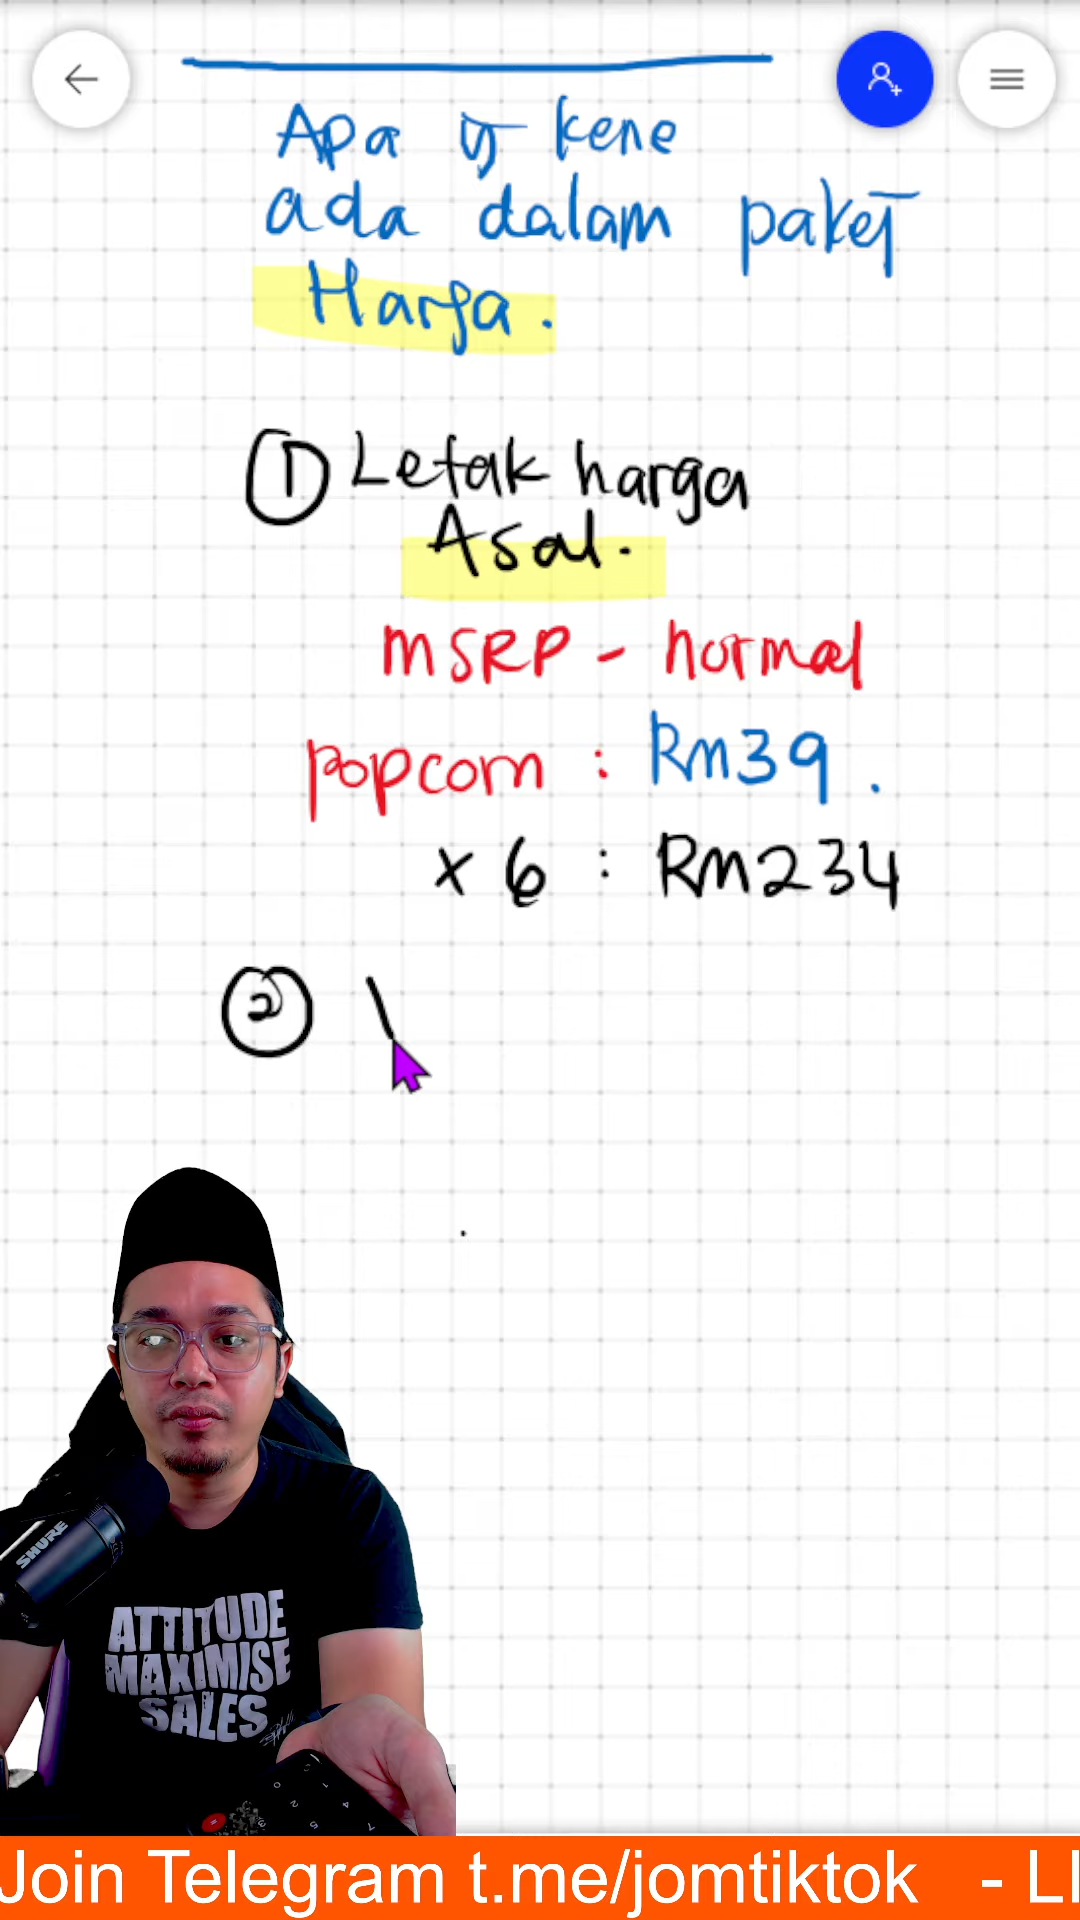 Apa yg kene
ada dalam paket
Harga.
① Letak harga
Asal.
MSRP - normal
popcorn : Rm39.
x 6 : Rm234
②
SHURE
ATTITUDE
MAXIMISE
SALES
Join Telegram t.me/jomtiktok - LI